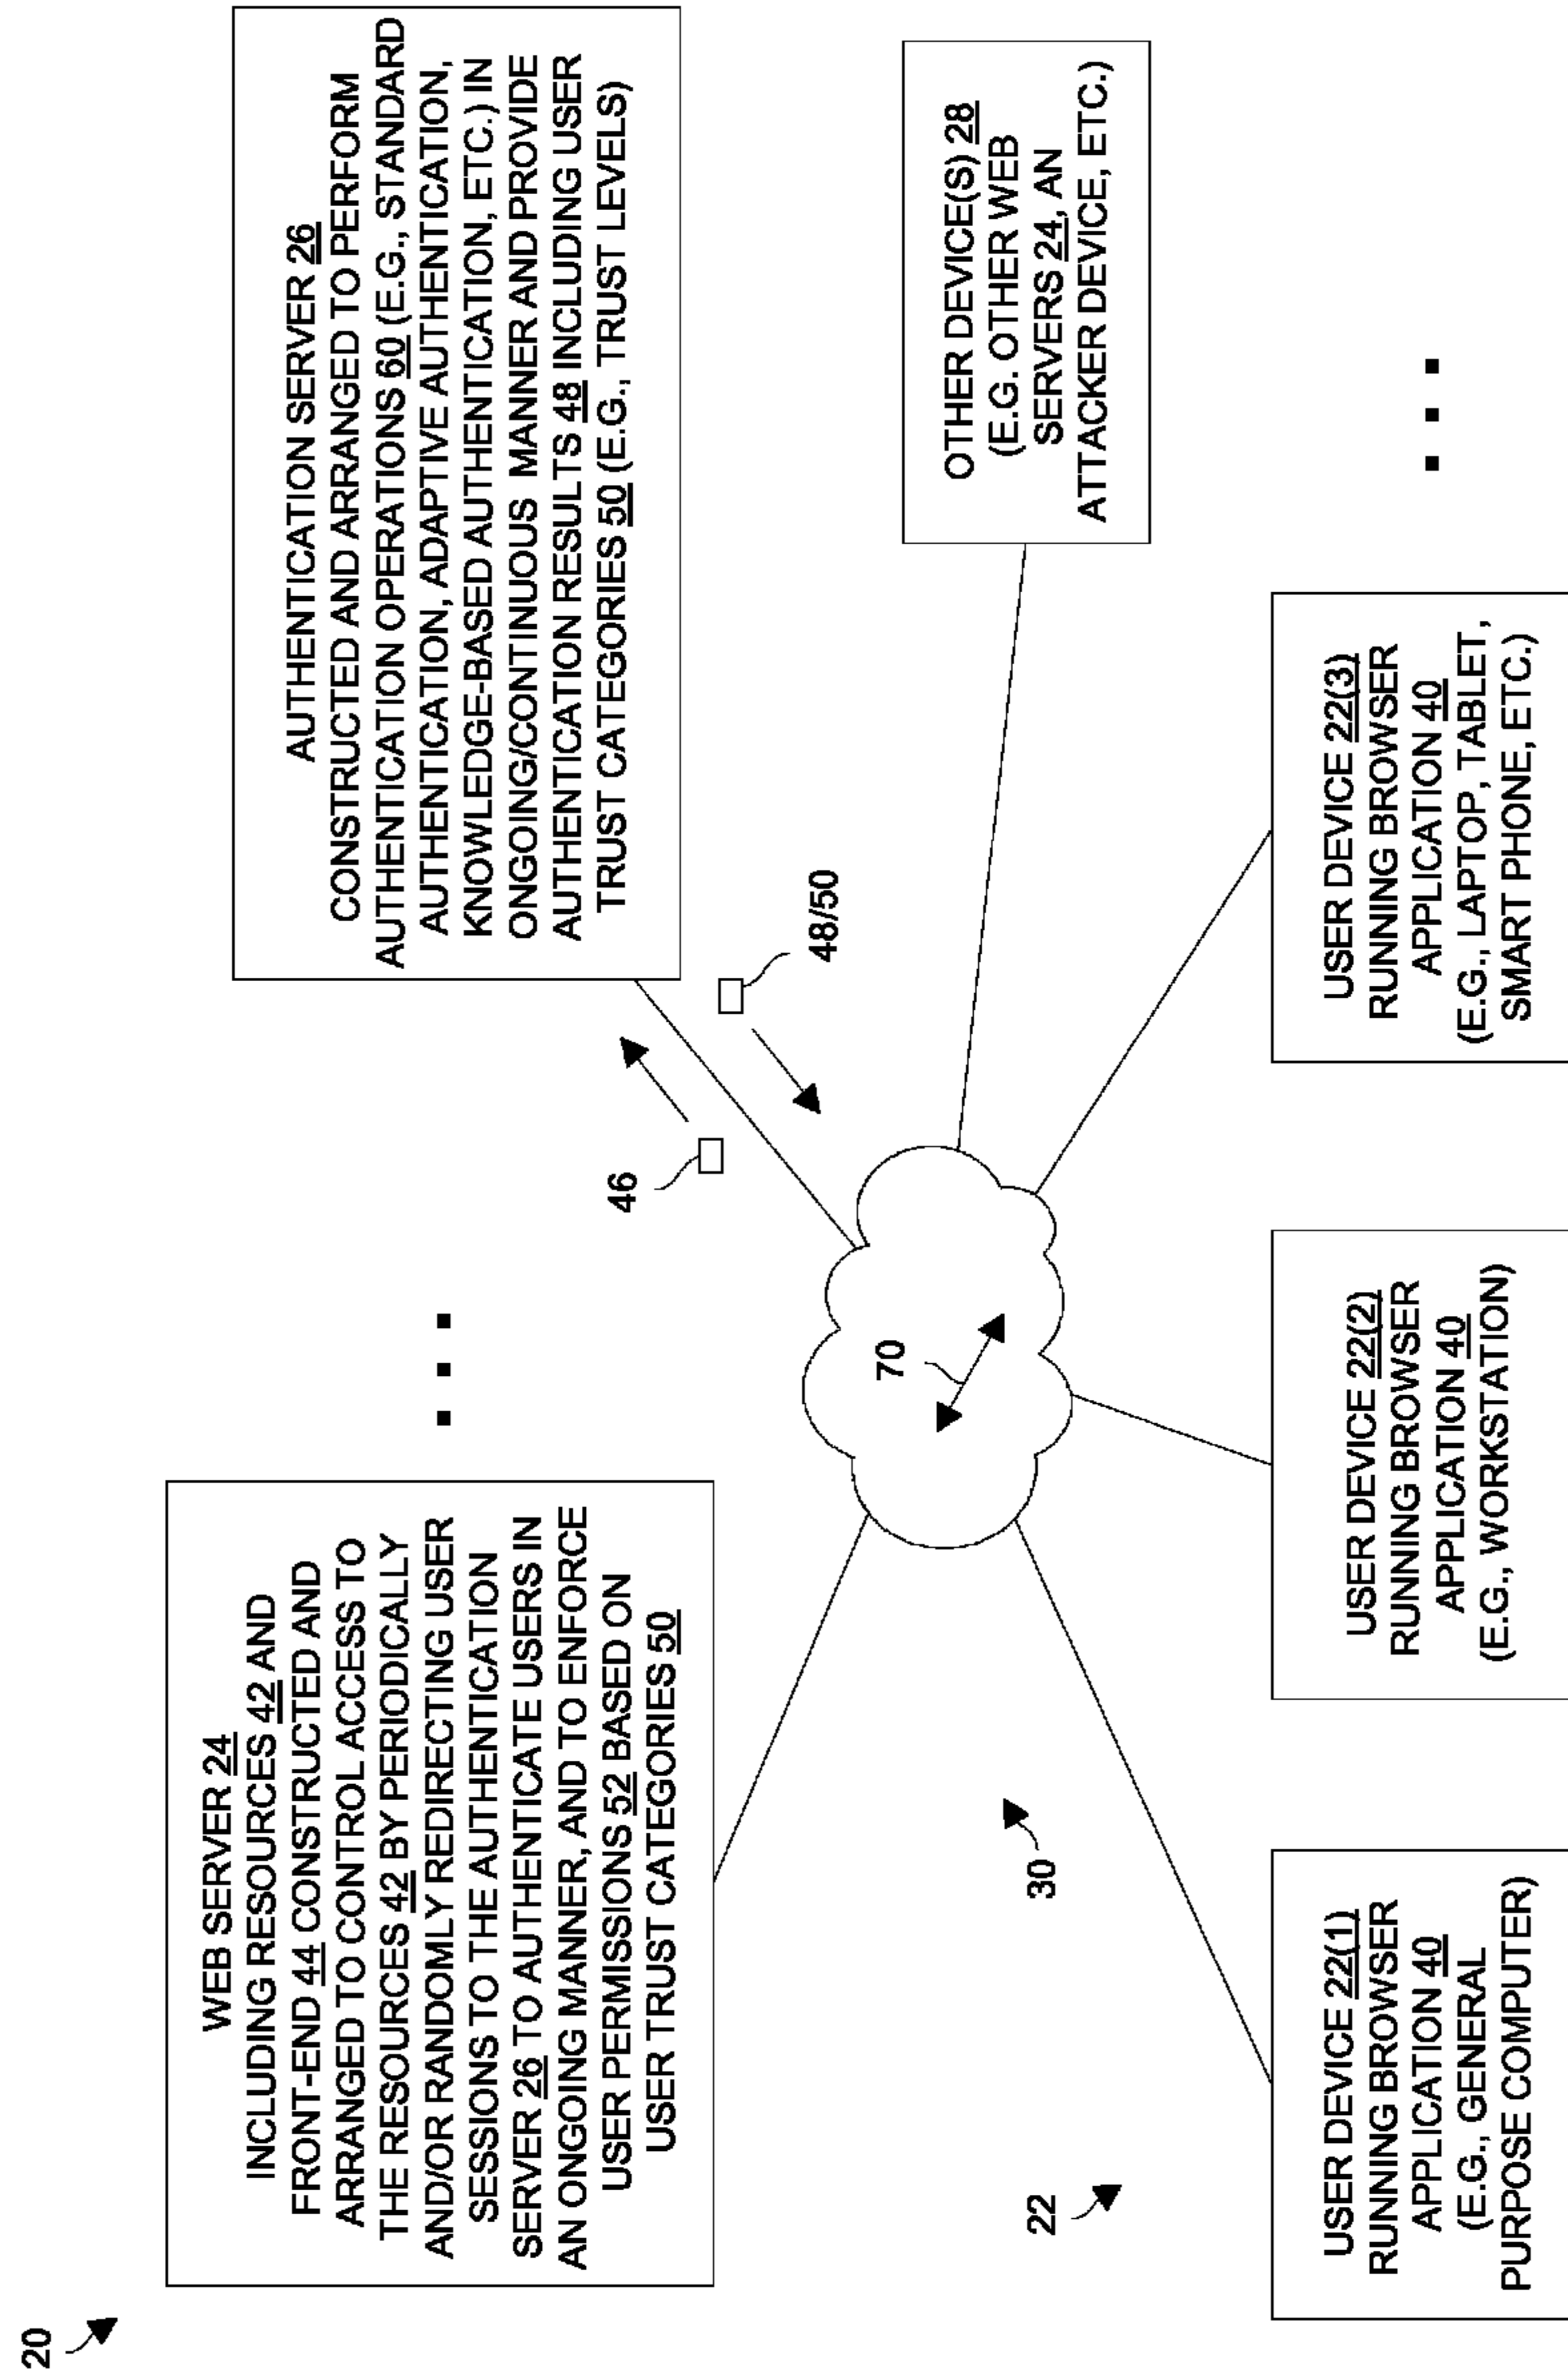 20
WEB SERVER 24
INCLUDING RESOURCES 42 AND
FRONT-END 44 CONSTRUCTED AND
ARRANGED TO CONTROL ACCESS TO
THE RESOURCES 42 BY PERIODICALLY
AND/OR RANDOMLY REDIRECTING USER
SESSIONS TO THE AUTHENTICATION
SERVER 26 TO AUTHENTICATE USERS IN
AN ONGOING MANNER, AND TO ENFORCE
USER PERMISSIONS 52 BASED ON
USER TRUST CATEGORIES 50
AUTHENTICATION SERVER 26
CONSTRUCTED AND ARRANGED TO PERFORM
AUTHENTICATION OPERATIONS 60 (E.G., STANDARD
AUTHENTICATION, ADAPTIVE AUTHENTICATION,
KNOWLEDGE-BASED AUTHENTICATION, ETC.) IN
ONGOING/CONTINUOUS MANNER AND PROVIDE
AUTHENTICATION RESULTS 48 INCLUDING USER
TRUST CATEGORIES 50 (E.G., TRUST LEVELS)
46
48/50
70
30
22
OTHER DEVICE(S) 28
(E.G. OTHER WEB
SERVERS 24, AN
ATTACKER DEVICE, ETC.)
USER DEVICE 22(1)
RUNNING BROWSER
APPLICATION 40
(E.G., GENERAL
PURPOSE COMPUTER)
USER DEVICE 22(2)
RUNNING BROWSER
APPLICATION 40
(E.G., WORKSTATION)
USER DEVICE 22(3)
RUNNING BROWSER
APPLICATION 40
(E.G., LAPTOP, TABLET,
SMART PHONE, ETC.)